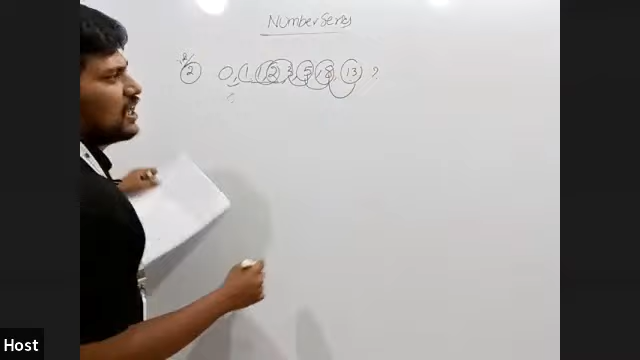 Number Series
2 0, 1, 1, 2, 3, 5, 8, 13, ?
Host